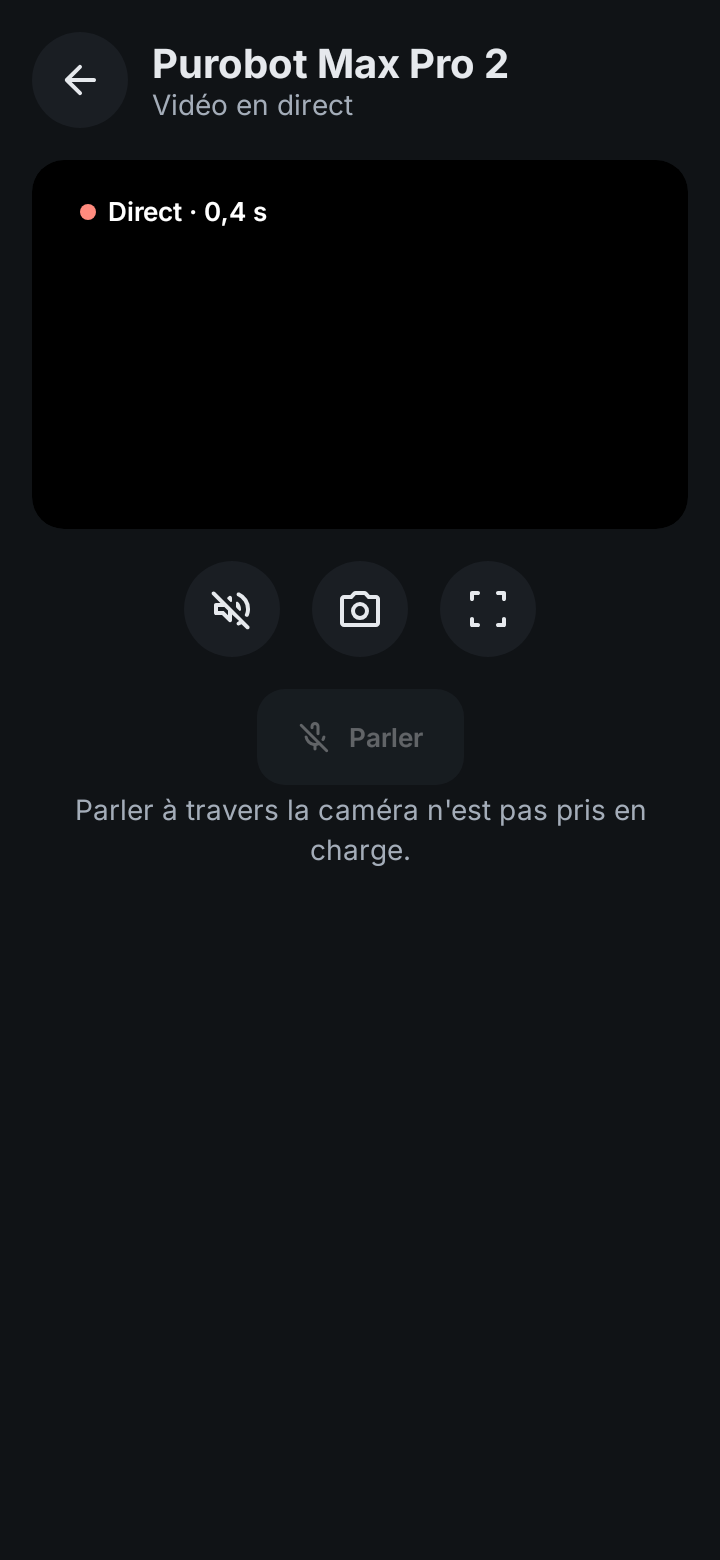 Purobot Max Pro 2
Vidéo en direct
Direct · 0,4 s
Parler
Parler à travers la caméra n'est pas pris en
charge.